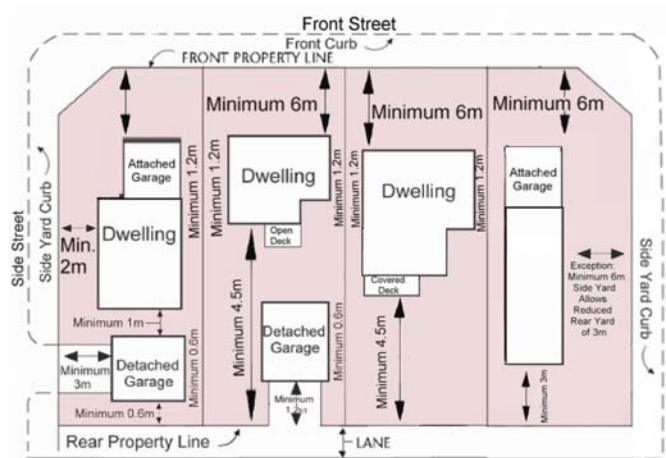 Front Street
Front Curb
FRONT PROPERTY LINE
Side Street
Side Yard Curb
Attached
Garage
Dwelling
Min.
2m
Minimum 1.2m
Minimum 1m
Detached
Garage
Minimum 0.6m
Minimum
3m
Minimum 0.6m
Minimum 6m
Minimum 1.2m
Dwelling
Minimum 1.2m
Open
Deck
Minimum 4.5m
Detached
Garage
Minimum 0.6m
Minimum
1.2m
Minimum 6m
Dwelling
Minimum 1.2m
Covered
Deck
Minimum 4.5m
Minimum 6m
Attached
Garage
Exception:
Minimum 6m
Side Yard
Allows
Reduced
Rear Yard
of 3m
Minimum 3m
Side Yard Curb
Rear Property Line
LANE